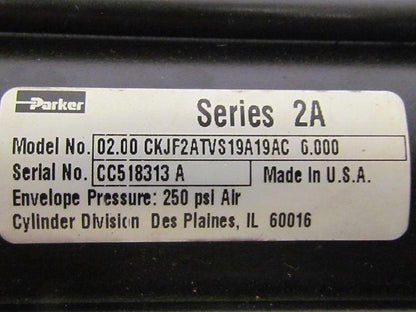 Parker
Series 2A
Model No. 02.00 CKJF2ATVS19A19AC 6.000
Serial No. CC518313 A Made In U.S.A.
Envelope Pressure: 250 psi Air
Cylinder Division Des Plaines, IL 60016